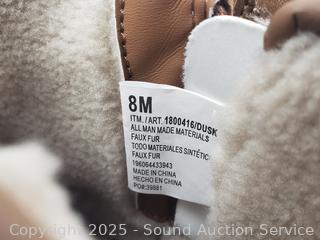 8M
ITM. / ART. 1800416/DUSK
ALL MAN MADE MATERIALS
FAUX FUR
TODO MATERIALES SINTÉTIC
FAUX FUR
196064433943
MADE IN CHINA
HECHO EN CHINA
PO#:39881
Copyright 2025 - Sound Auction Service